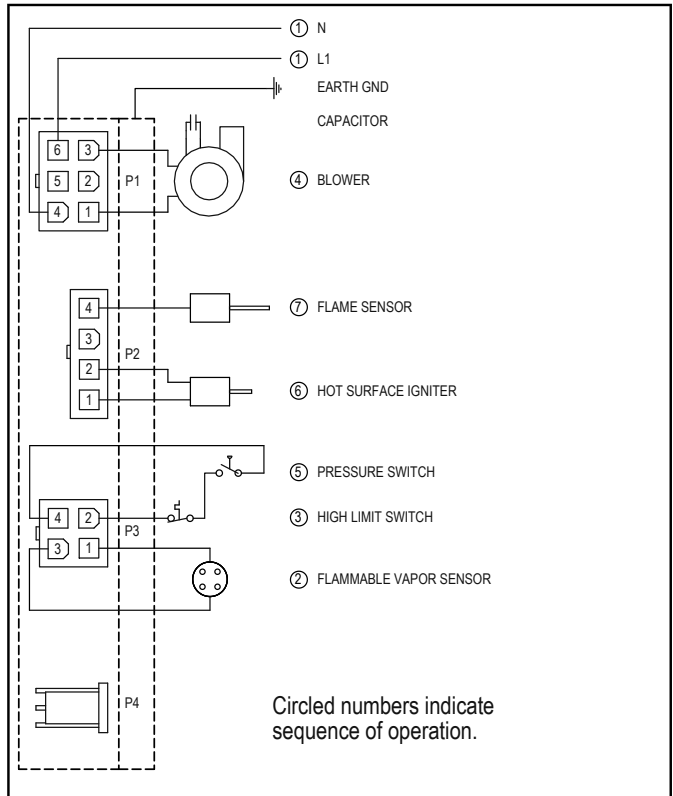 ① N
① L1
EARTH GND
CAPACITOR
6 3
5 2 P1
④ BLOWER
4 1
4
⑦ FLAME SENSOR
3
P2
2
⑥ HOT SURFACE IGNITER
1
⑤ PRESSURE SWITCH
4 2
③ HIGH LIMIT SWITCH
P3
3 1
② FLAMMABLE VAPOR SENSOR
P4
Circled numbers indicate
sequence of operation.